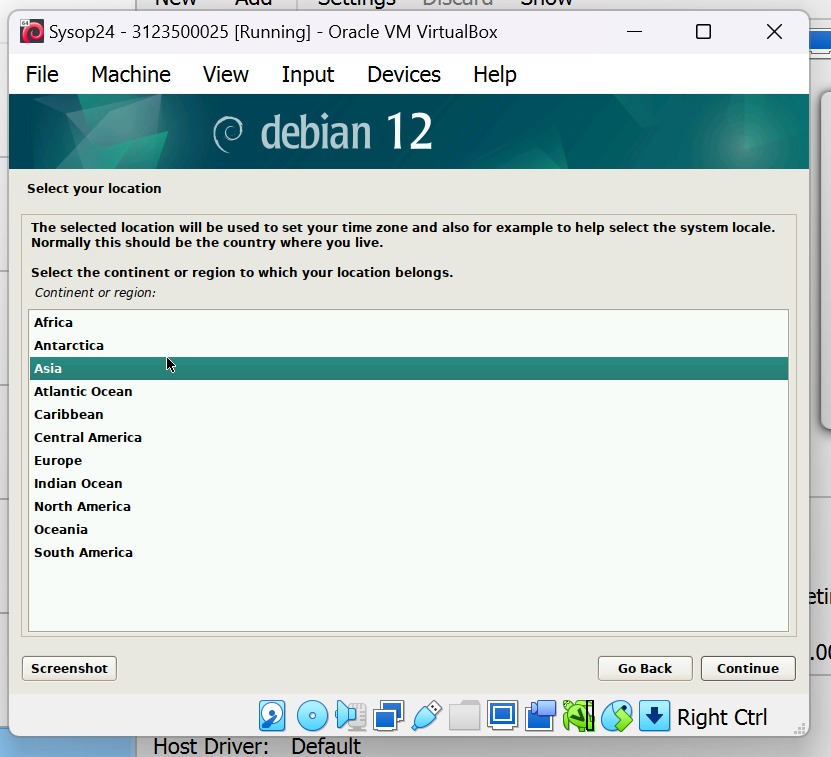 New Add Settings Discard Show
64
Sysop24 - 3123500025 [Running] - Oracle VM VirtualBox
File Machine View Input Devices Help
debian 12
Select your location
The selected location will be used to set your time zone and also for example to help select the system locale.
Normally this should be the country where you live.
Select the continent or region to which your location belongs.
Continent or region:
Africa
Antarctica
Asia
Atlantic Ocean
Caribbean
Central America
Europe
Indian Ocean
North America
Oceania
South America
Screenshot Go Back Continue
Right Ctrl
Host Driver: Default